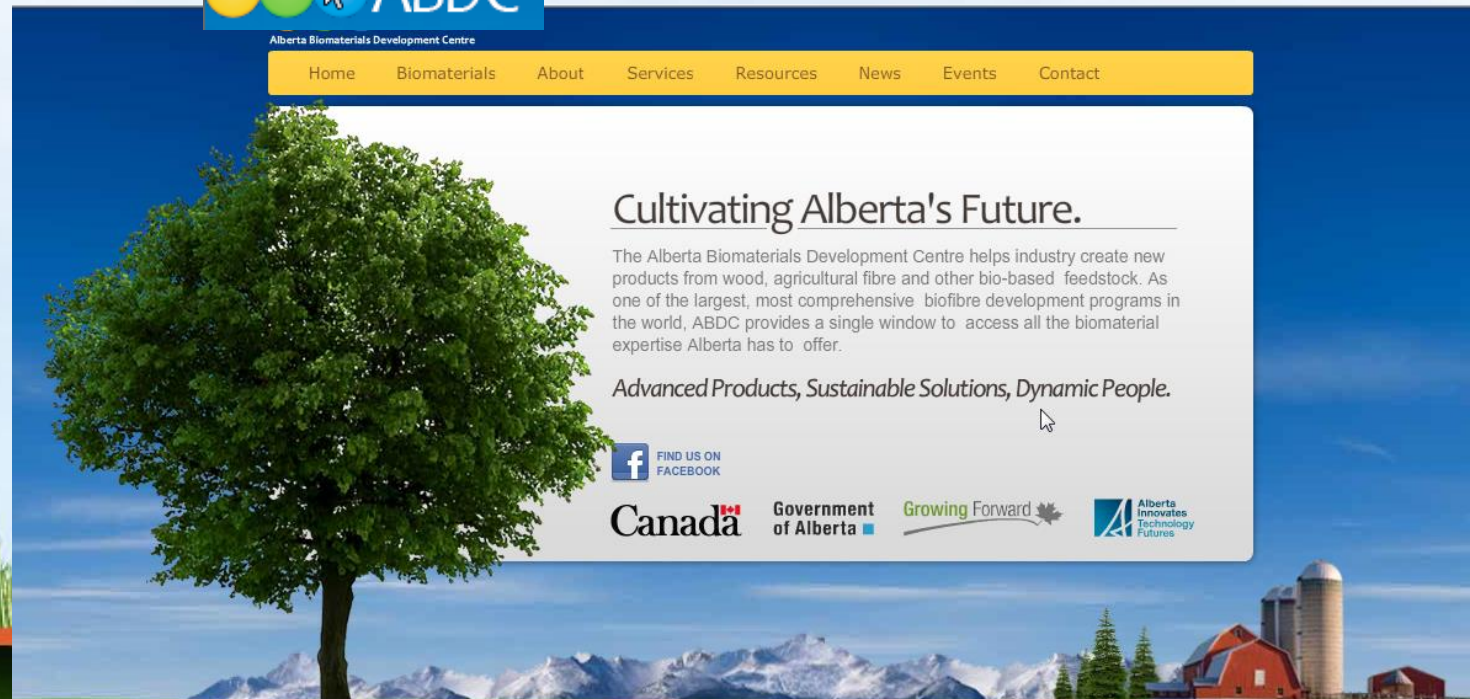 ABDC
Alberta Biomaterials Development Centre
Home Biomaterials About Services Resources News Events Contact
Cultivating Alberta's Future.
The Alberta Biomaterials Development Centre helps industry create new
products from wood, agricultural fibre and other bio-based feedstock. As
one of the largest, most comprehensive biofibre development programs in
the world, ABDC provides a single window to access all the biomaterial
expertise Alberta has to offer.
Advanced Products, Sustainable Solutions, Dynamic People.
f
FIND US ON
FACEBOOK
Canada
Government
of Alberta
Growing Forward
Alberta
Innovates
Technology
Futures